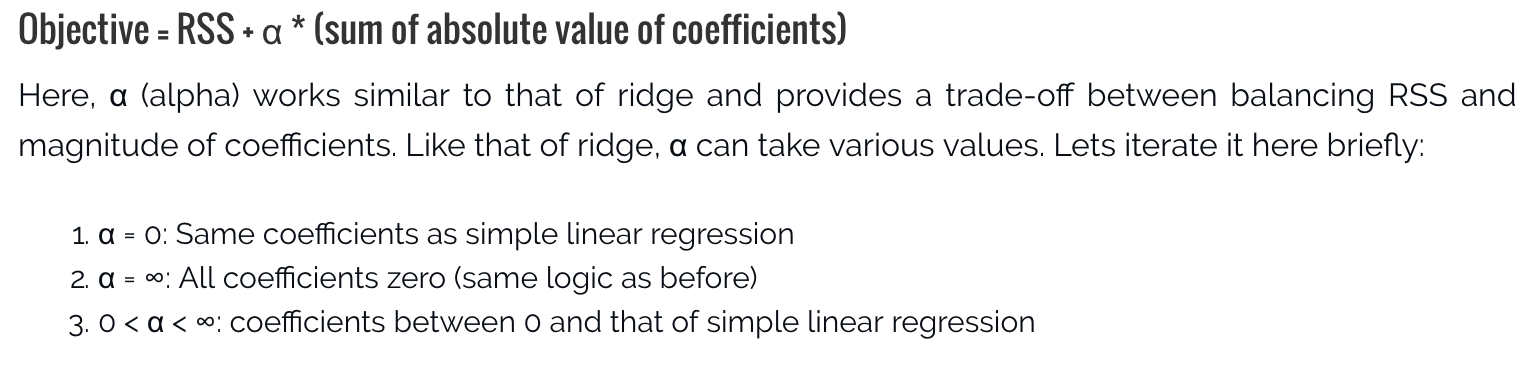 Objective = RSS + α * (sum of absolute value of coefficients)
Here, α (alpha) works similar to that of ridge and provides a trade-off between balancing RSS and
magnitude of coefficients. Like that of ridge, α can take various values. Lets iterate it here briefly:
1. α = 0: Same coefficients as simple linear regression
2. α = ∞: All coefficients zero (same logic as before)
3. 0 < α < ∞: coefficients between 0 and that of simple linear regression